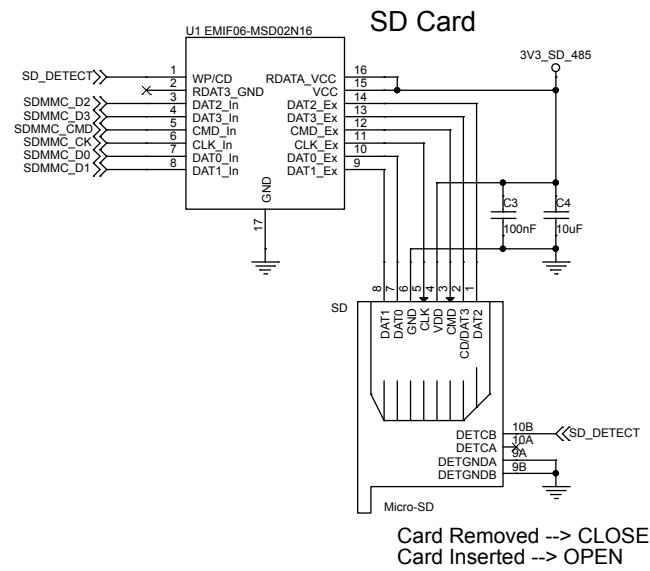 SD Card
U1 EMIF06-MSD02N16
3V3_SD_485
SD_DETECT 1 WP/CD RDATA_VCC 16
2 RDAT3_GND VCC 15
SDMMC_D2 3 DAT2_In DAT2_Ex 14
SDMMC_D3 4 DAT3_In DAT3_Ex 13
SDMMC_CMD 5 CMD_In CMD_Ex 12
SDMMC_CK 6 CLK_In CLK_Ex 11
SDMMC_D0 7 DAT0_In DAT0_Ex 10
SDMMC_D1 8 DAT1_In DAT1_Ex 9
GND
17
C3
100nF
C4
10uF
8 7 6 5 4 3 2 1
SD
DAT1 DAT0 GND CLK VDD CMD CD/DAT3 DAT2
DETCB 10B SD_DETECT
DETCA 10A
DETGNDA 9A
DETGNDB 9B
Micro-SD
Card Removed --> CLOSE
Card Inserted --> OPEN